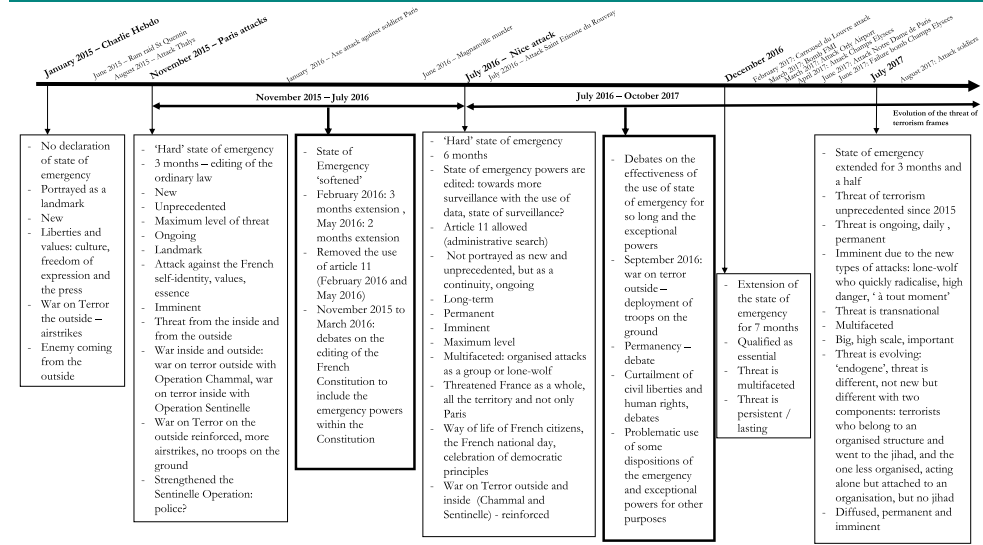 January 2015 – Charlie Hebdo
June 2015 – Ram raid St Quentin
August 2015 – Attack Thalys
November 2015 – Paris attacks
January 2016 – Axe attack against soldiers Paris
June 2016 – Magnanville murder
July 2016 – Nice attack
July 22016 – Attack Saint Etienne du Rouvray
December 2016
February 2017: Carrousel du Louvre attack
March 2017: Bomb FMI
March 2017: Attack Orly Airport
April 2017: Attack Champs Elysees
June 2017: Attack Notre Dame de Paris
June 2017: Failure bomb Champs Elysees
July 2017
August 2017: Attack soldiers
November 2015 – July 2016
July 2016 – October 2017
Evolution of the threat of
terrorism frames
- No declaration
of state of
emergency
- Portrayed as a
landmark
- New
- Liberties and
values: culture,
freedom of
expression and
the press
- War on Terror
the outside –
airstrikes
- Enemy coming
from the
outside
- ‘Hard’ state of emergency
- 3 months – editing of the
ordinary law
- New
- Unprecedented
- Maximum level of threat
- Ongoing
- Landmark
- Attack against the French
self-identity, values,
essence
- Imminent
- Threat from the inside and
from the outside
- War inside and outside:
war on terror outside with
Operation Chammal, war
on terror inside with
Operation Sentinelle
- War on Terror on the
outside reinforced, more
airstrikes, no troops on the
ground
- Strengthened the
Sentinelle Operation:
police?
- State of
Emergency
‘softened’
- February 2016: 3
months extension ,
May 2016: 2
months extension
- Removed the use
of article 11
(February 2016 and
May 2016)
- November 2015 to
March 2016:
debates on the
editing of the
French
Constitution to
include the
emergency powers
within the
Constitution
- ‘Hard’ state of emergency
- 6 months
- State of emergency powers are
edited: towards more
surveillance with the use of
data, state of surveillance?
- Article 11 allowed
(administrative search)
- Not portrayed as new and
unprecedented, but as a
continuity, ongoing
- Long-term
- Permanent
- Imminent
- Maximum level
- Multifaceted: organised attacks
as a group or lone-wolf
- Threatened France as a whole,
all the territory and not only
Paris
- Way of life of French citizens,
the French national day,
celebration of democratic
principles
- War on Terror outside and
inside (Chammal and
Sentinelle) - reinforced
- Debates on the
effectiveness of
the use of state
of emergency for
so long and the
exceptional
powers
- September 2016:
war on terror
outside –
deployment of
troops on the
ground
- Permanency –
debate
- Curtailment of
civil liberties and
human rights,
debates
- Problematic use
of some
dispositions of
the emergency
and exceptional
powers for other
purposes
- Extension of
the state of
emergency
for 7 months
- Qualified as
essential
- Threat is
multifaceted
- Threat is
persistent /
lasting
- State of emergency
extended for 3 months and
a half
- Threat of terrorism
unprecedented since 2015
- Threat is ongoing, daily ,
permanent
- Imminent due to the new
types of attacks: lone-wolf
who quickly radicalise, high
danger, ‘ à tout moment’
- Threat is transnational
- Multifaceted
- Big, high scale, important
- Threat is evolving:
‘endogene’, threat is
different, not new but
different with two
components: terrorists
who belong to an
organised structure and
went to the jihad, and the
one less organised, acting
alone but attached to an
organisation, but no jihad
- Diffused, permanent and
imminent